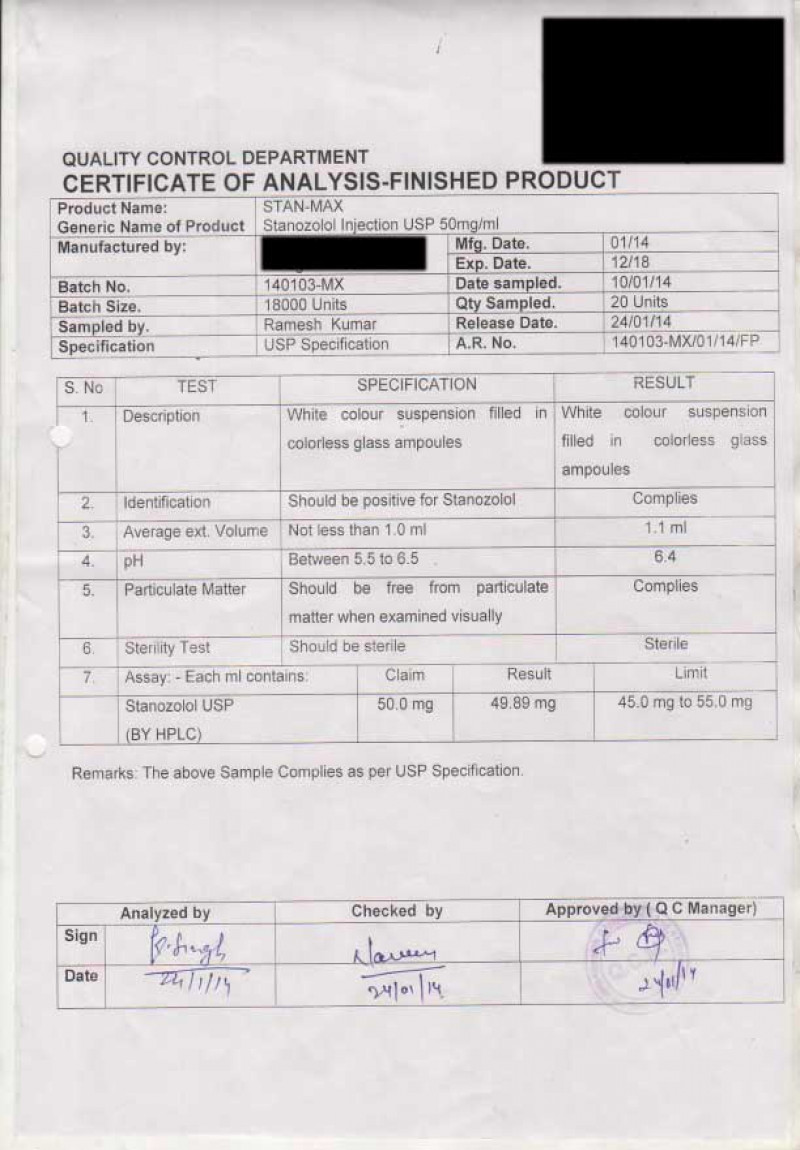 QUALITY CONTROL DEPARTMENT
CERTIFICATE OF ANALYSIS-FINISHED PRODUCT
Product Name: STAN-MAX
Generic Name of Product Stanozolol Injection USP 50mg/ml
Manufactured by: Mfg. Date. 01/14
Exp. Date. 12/18
Batch No. 140103-MX Date sampled. 10/01/14
Batch Size. 18000 Units Qty Sampled. 20 Units
Sampled by. Ramesh Kumar Release Date. 24/01/14
Specification USP Specification A.R. No. 140103-MX/01/14/FP
S. No TEST SPECIFICATION RESULT
1. Description White colour suspension filled in White colour suspension
colorless glass ampoules filled in colorless glass
ampoules
2. Identification Should be positive for Stanozolol Complies
3. Average ext. Volume Not less than 1.0 ml 1.1 ml
4. pH Between 5.5 to 6.5 6.4
5. Particulate Matter Should be free from particulate Complies
matter when examined visually
6. Sterility Test Should be sterile Sterile
7. Assay: - Each ml contains: Claim Result Limit
Stanozolol USP 50.0 mg 49.89 mg 45.0 mg to 55.0 mg
(BY HPLC)
Remarks: The above Sample Complies as per USP Specification.
Analyzed by Checked by Approved by ( Q C Manager)
Sign Singh Naveen
Date 24/1/14 24/01/14 24/01/14